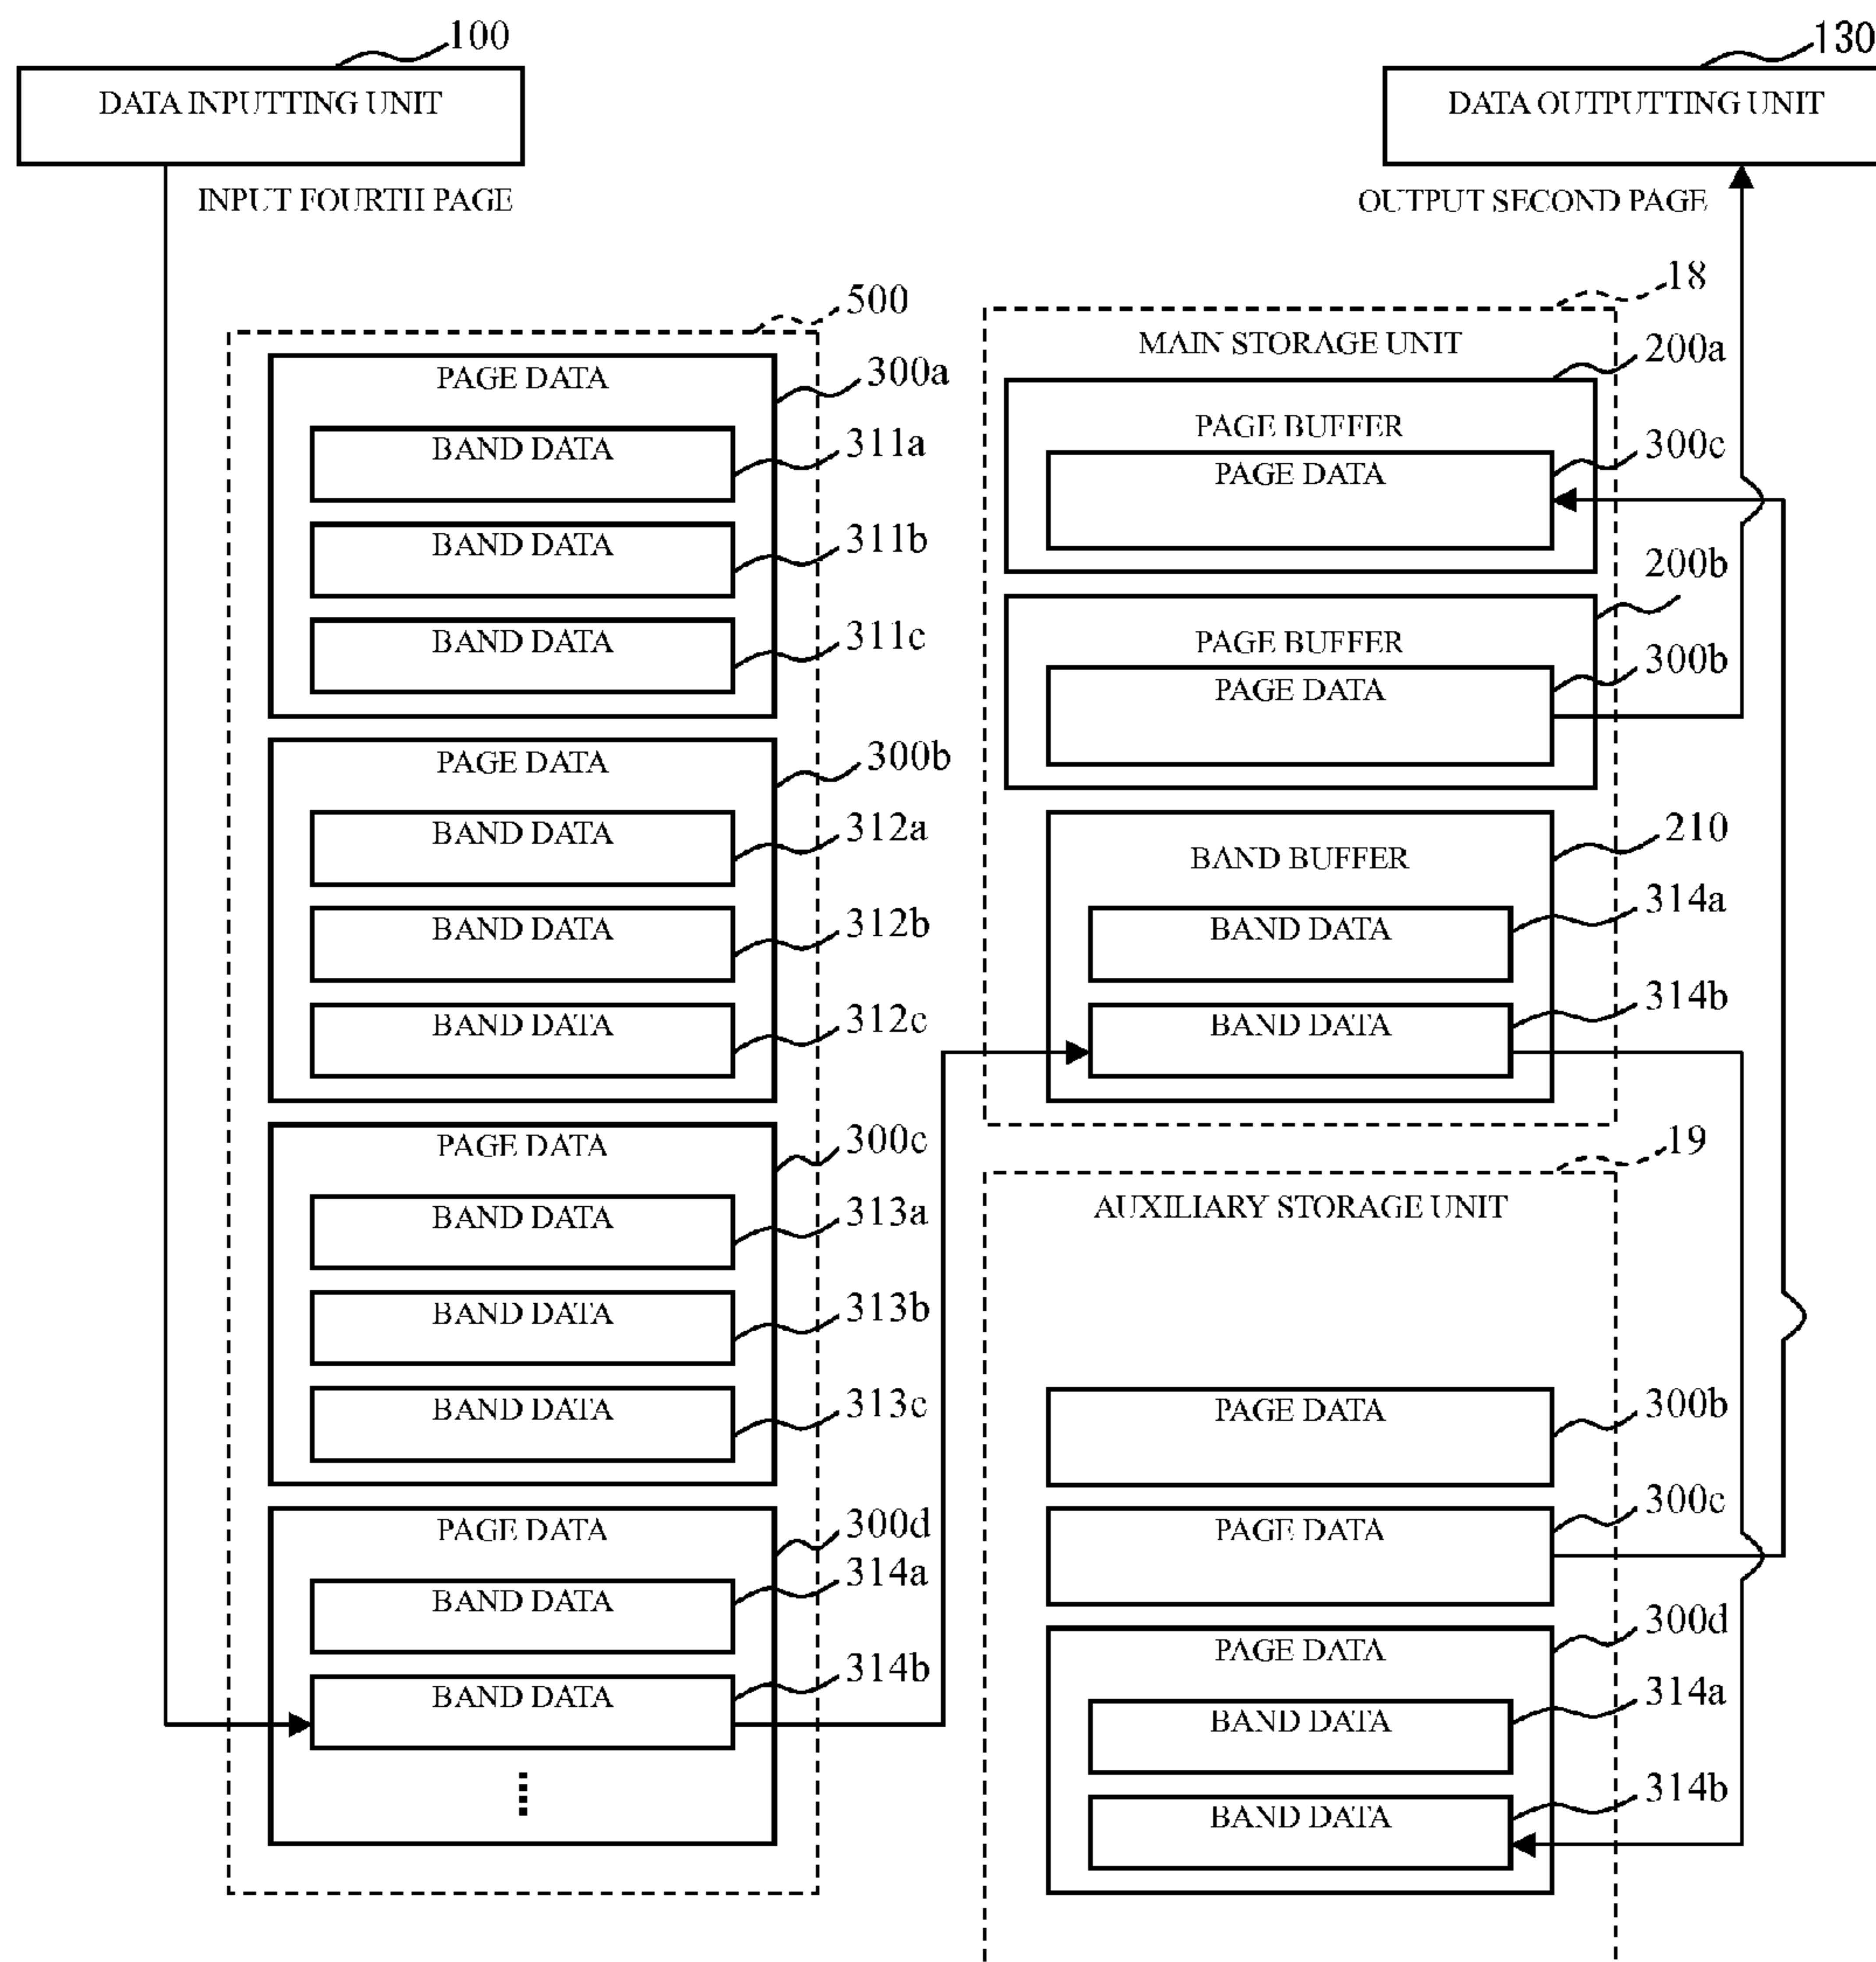 100
DATA INPUTTING UNIT
INPUT FOURTH PAGE
130
DATA OUTPUTTING UNIT
OUTPUT SECOND PAGE
500
PAGE DATA
300a
BAND DATA
311a
BAND DATA
311b
BAND DATA
311c
PAGE DATA
300b
BAND DATA
312a
BAND DATA
312b
BAND DATA
312c
PAGE DATA
300c
BAND DATA
313a
BAND DATA
313b
BAND DATA
313c
PAGE DATA
300d
BAND DATA
314a
BAND DATA
314b
18
MAIN STORAGE UNIT
200a
PAGE BUFFER
300c
PAGE DATA
200b
PAGE BUFFER
300b
PAGE DATA
210
BAND BUFFER
314a
BAND DATA
314b
BAND DATA
19
AUXILIARY STORAGE UNIT
PAGE DATA
300b
PAGE DATA
300c
PAGE DATA
300d
BAND DATA
314a
BAND DATA
314b